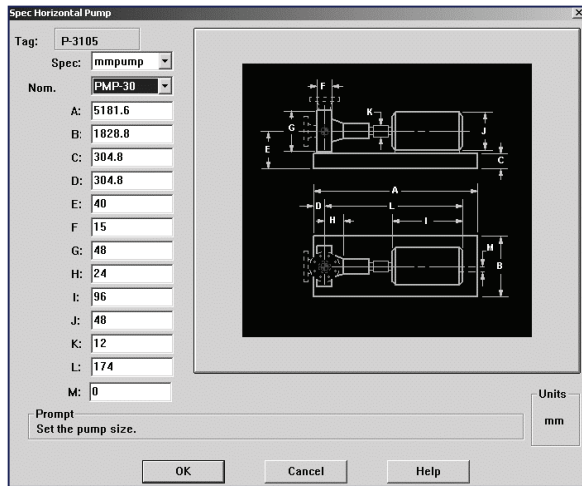 Spec Horizontal Pump
Tag: P-3105
Spec: mmpump
Nom. PMP-30
A: 5181.6
B: 1828.8
C: 304.8
D: 304.8
E: 40
F 15
G: 48
H: 24
I: 96
J: 48
K: 12
L: 174
M: 0
F
K
G
J
E
C
A
D
L
H
I
M
B
Units
mm
Prompt
Set the pump size.
OK Cancel Help